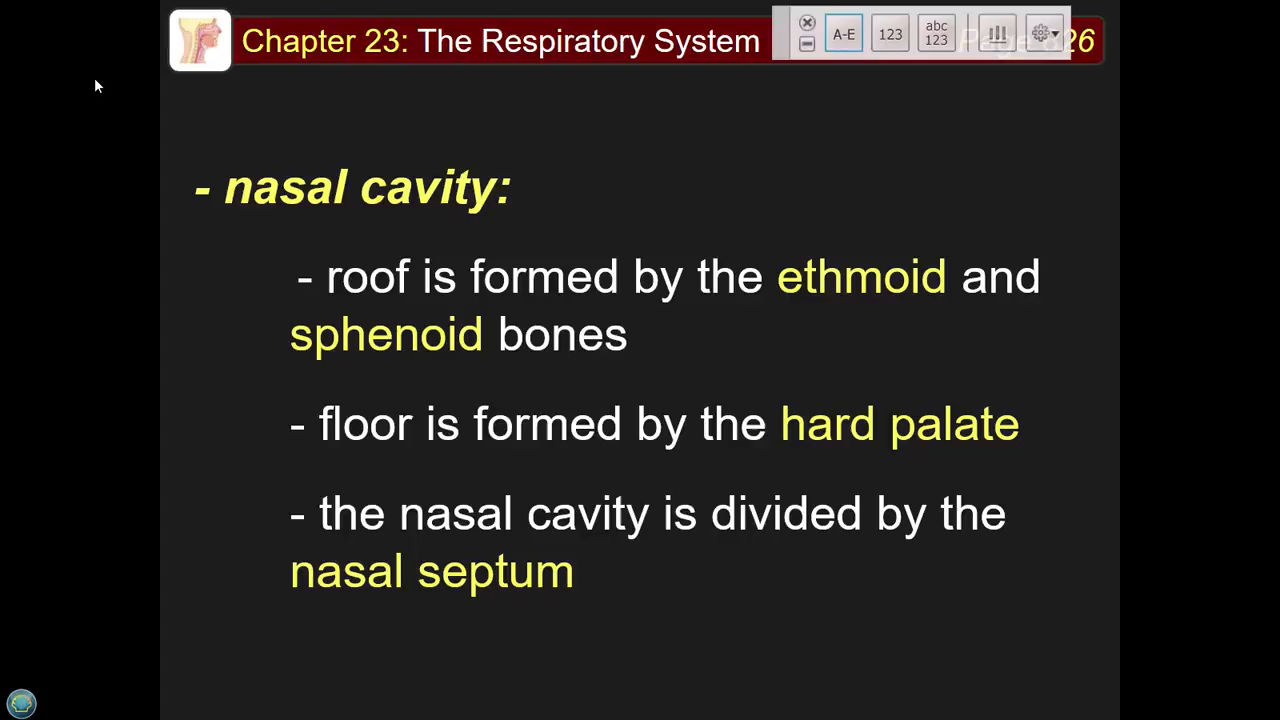 Chapter 23: The Respiratory System
A-E
123
abc
123
26
- nasal cavity:
- roof is formed by the ethmoid and
sphenoid bones
- floor is formed by the hard palate
- the nasal cavity is divided by the
nasal septum